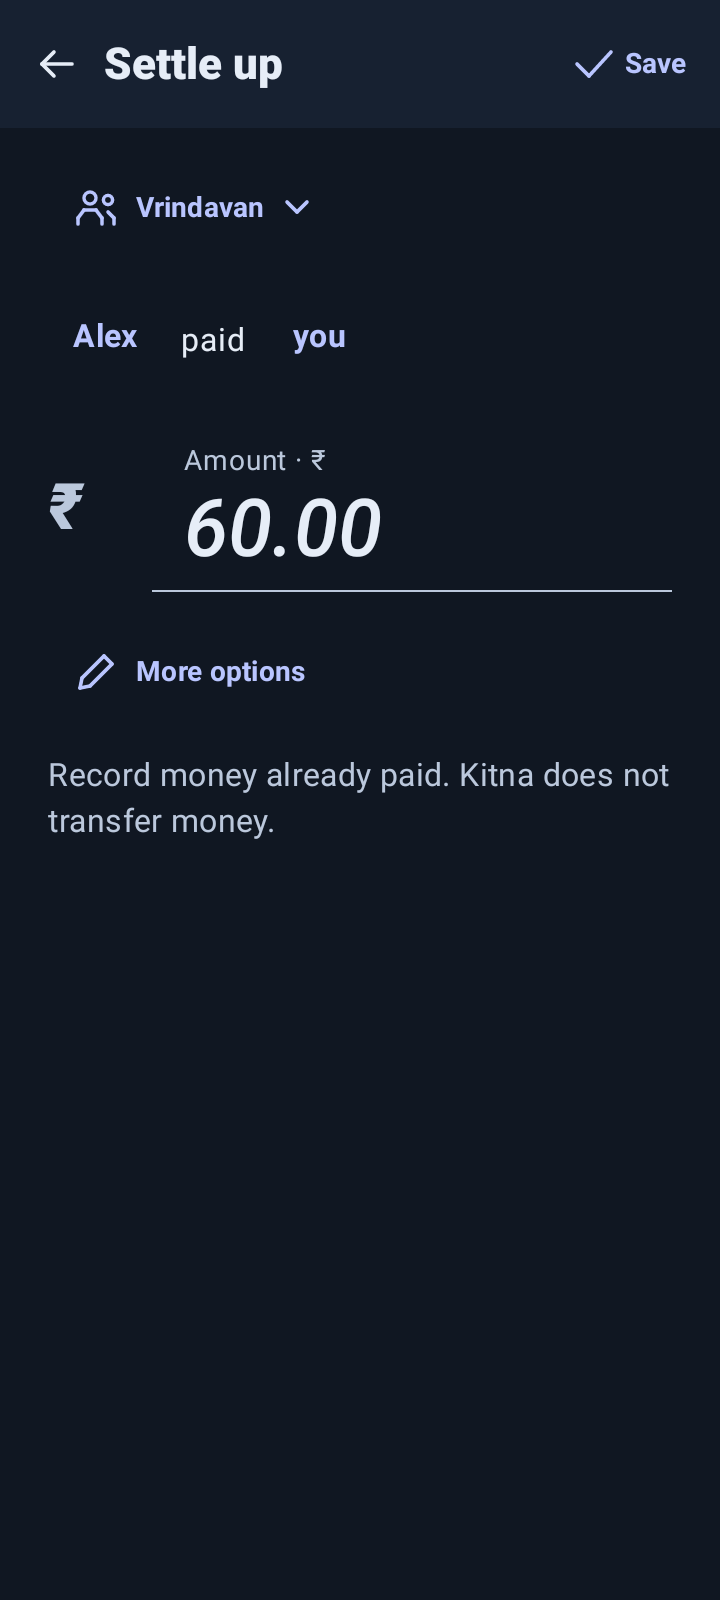 Settle up
Save
Vrindavan
Alex paid you
Amount · ₹
₹ 60.00
More options
Record money already paid. Kitna does not
transfer money.